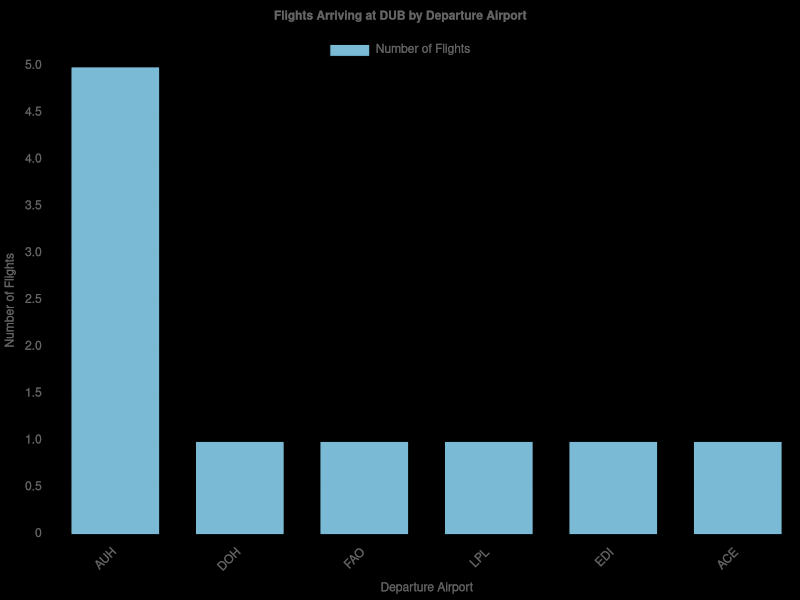 Flights Arriving at DUB by Departure Airport
Number of Flights
5.0
4.5
4.0
3.5
3.0
2.5
2.0
1.5
1.0
0.5
0
Number of Flights
AUH
DOH
FAO
LPL
EDI
ACE
Departure Airport